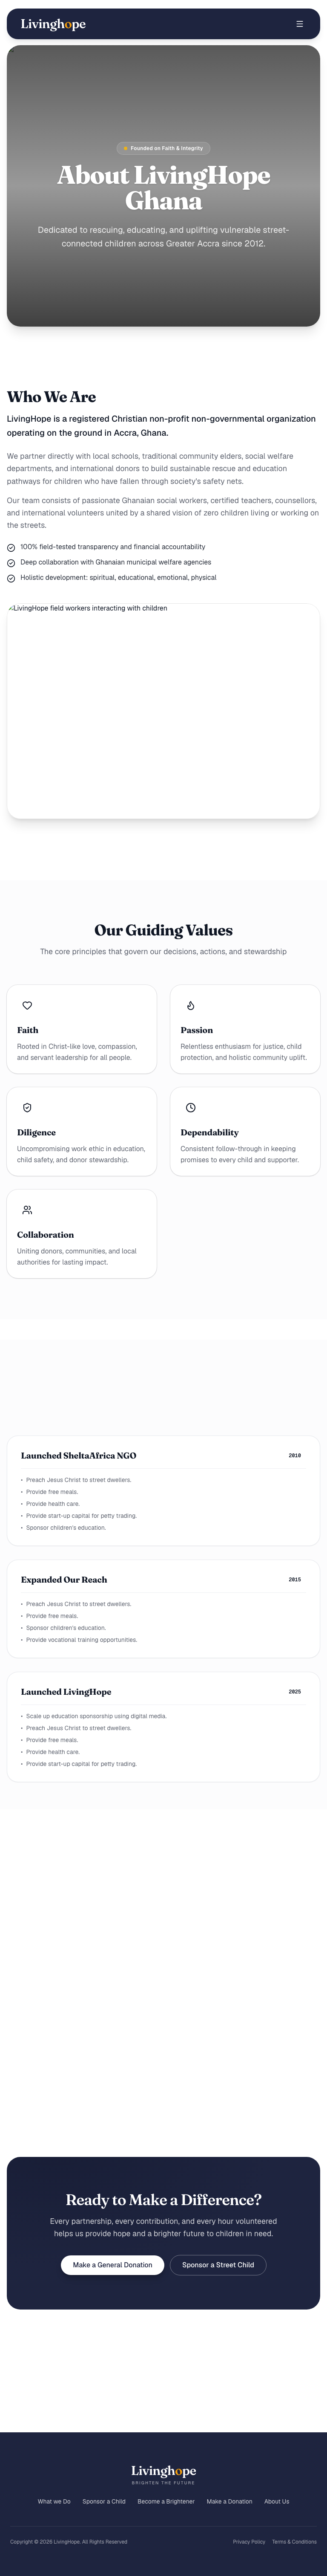 Livinghope
Founded on Faith & Integrity
About LivingHope
Ghana
Dedicated to rescuing, educating, and uplifting vulnerable street-
connected children across Greater Accra since 2012.
Who We Are
LivingHope is a registered Christian non-profit non-governmental organization
operating on the ground in Accra, Ghana.
We partner directly with local schools, traditional community elders, social welfare
departments, and international donors to build sustainable rescue and education
pathways for children who have fallen through society's safety nets.
Our team consists of passionate Ghanaian social workers, certified teachers, counsellors,
and international volunteers united by a shared vision of zero children living or working on
the streets.
100% field-tested transparency and financial accountability
Deep collaboration with Ghanaian municipal welfare agencies
Holistic development: spiritual, educational, emotional, physical
LivingHope field workers interacting with children
Our Guiding Values
The core principles that govern our decisions, actions, and stewardship
Faith
Rooted in Christ-like love, compassion,
and servant leadership for all people.
Passion
Relentless enthusiasm for justice, child
protection, and holistic community uplift.
Diligence
Uncompromising work ethic in education,
child safety, and donor stewardship.
Dependability
Consistent follow-through in keeping
promises to every child and supporter.
Collaboration
Uniting donors, communities, and local
authorities for lasting impact.
Launched SheltaAfrica NGO 2010
• Preach Jesus Christ to street dwellers.
• Provide free meals.
• Provide health care.
• Provide start-up capital for petty trading.
• Sponsor children's education.
Expanded Our Reach 2015
• Preach Jesus Christ to street dwellers.
• Provide free meals.
• Sponsor children's education.
• Provide vocational training opportunities.
Launched LivingHope 2025
• Scale up education sponsorship using digital media.
• Preach Jesus Christ to street dwellers.
• Provide free meals.
• Provide health care.
• Provide start-up capital for petty trading.
Ready to Make a Difference?
Every partnership, every contribution, and every hour volunteered
helps us provide hope and a brighter future to children in need.
Make a General Donation Sponsor a Street Child
Livinghope
BRIGHTEN THE FUTURE
What we Do Sponsor a Child Become a Brightener Make a Donation About Us
Copyright © 2026 LivingHope. All Rights Reserved Privacy Policy Terms & Conditions